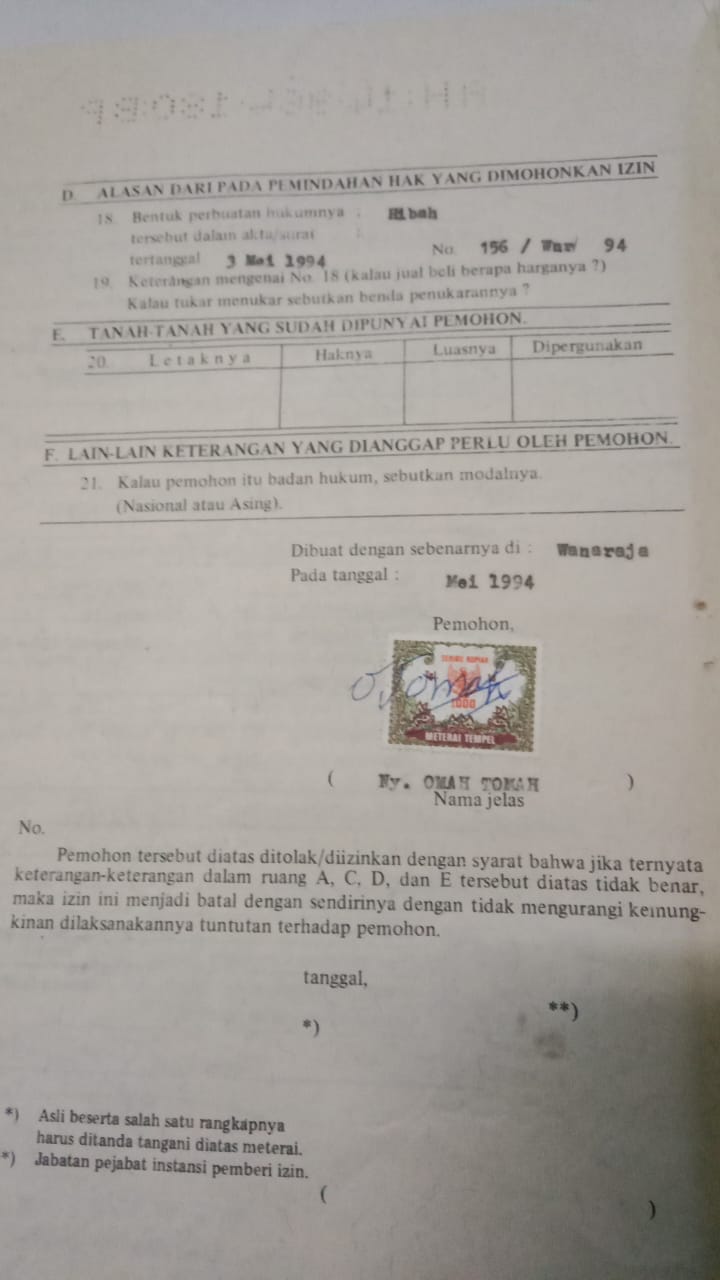 D. ALASAN DARI PADA PEMINDAHAN HAK YANG DIMOHONKAN IZIN
18. Bentuk perbuatan hukumnya : Hibah
tersebut dalam akta/surat :
No. 156 / War 94
tertanggal 3 Mei 1994
19. Keterangan mengenai No. 18 (kalau jual beli berapa harganya ?)
Kalau tukar menukar sebutkan benda penukarannya ?
E. TANAH-TANAH YANG SUDAH DIPUNYAI PEMOHON.
20. Letaknya Haknya Luasnya Dipergunakan
F. LAIN-LAIN KETERANGAN YANG DIANGGAP PERLU OLEH PEMOHON.
21. Kalau pemohon itu badan hukum, sebutkan modalnya.
(Nasional atau Asing).
Dibuat dengan sebenarnya di : Wanaraja
Pada tanggal : Mei 1994
Pemohon,
SERIBU RUPIAH
1000
METERAI TEMPEL
( Ny. OMAH TOMAH )
Nama jelas
No.
Pemohon tersebut diatas ditolak/diizinkan dengan syarat bahwa jika ternyata
keterangan-keterangan dalam ruang A, C, D, dan E tersebut diatas tidak benar,
maka izin ini menjadi batal dengan sendirinya dengan tidak mengurangi kemung-
kinan dilaksanakannya tuntutan terhadap pemohon.
tanggal,
**)
*)
*) Asli beserta salah satu rangkapnya
harus ditanda tangani diatas meterai.
*) Jabatan pejabat instansi pemberi izin.
( )